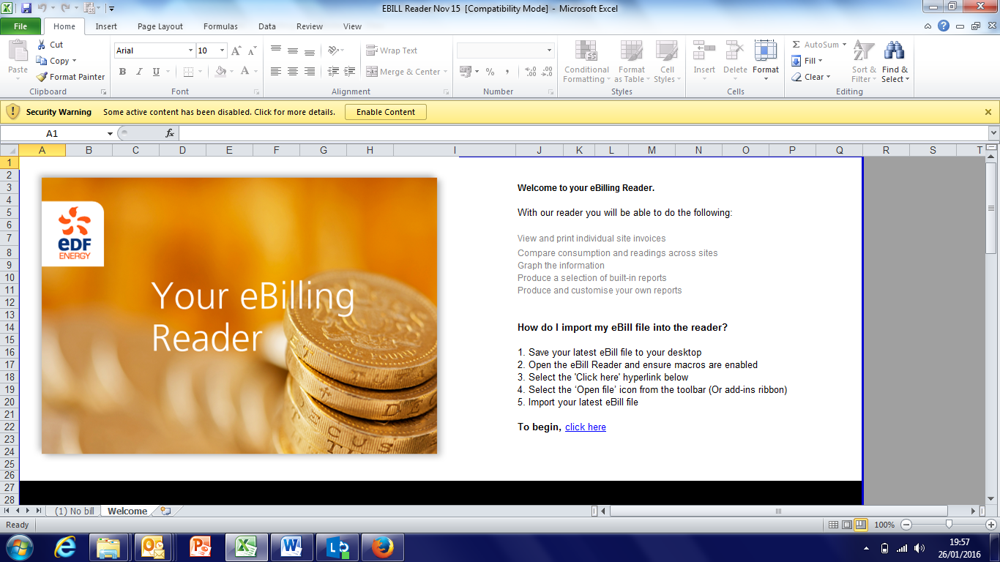 EBILL Reader Nov 15 [Compatibility Mode] - Microsoft Excel
File Home Insert Page Layout Formulas Data Review View
Paste
Cut
Copy
Format Painter
Clipboard
Arial 10
B I U
Font
Wrap Text
Merge & Center
Alignment
Number
Conditional Formatting
Format as Table
Cell Styles
Styles
Insert Delete Format
Cells
AutoSum
Fill
Clear
Sort & Filter
Find & Select
Editing
Security Warning Some active content has been disabled. Click for more details. Enable Content
A1 fx
A B C D E F G H I J K L M N O P Q R S T
1
2
3
4
5
6
7
8
9
10
11
12
13
14
15
16
17
18
19
20
21
22
23
24
25
26
27
28
eDF
ENERGY
Your eBilling
Reader
ONE POUND
DECUS
Welcome to your eBilling Reader.
With our reader you will be able to do the following:
View and print individual site invoices
Compare consumption and readings across sites
Graph the information
Produce a selection of built-in reports
Produce and customise your own reports
How do I import my eBill file into the reader?
1. Save your latest eBill file to your desktop
2. Open the eBill Reader and ensure macros are enabled
3. Select the 'Click here' hyperlink below
4. Select the ‘Open file’ icon from the toolbar (Or add-ins ribbon)
5. Import your latest eBill file
To begin, click here
(1) No bill Welcome
Ready 100%
19:57
26/01/2016